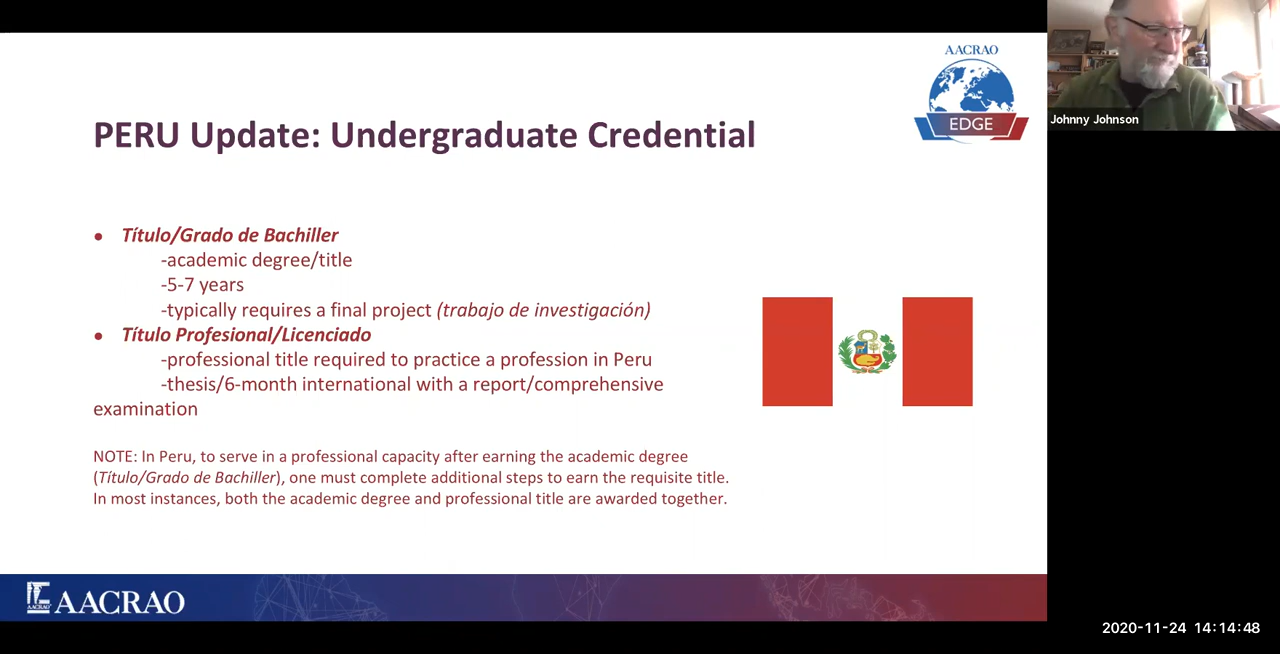 AACRAO
EDGE
Johnny Johnson
PERU Update: Undergraduate Credential
• Título/Grado de Bachiller
-academic degree/title
-5-7 years
-typically requires a final project (trabajo de investigación)
• Título Profesional/Licenciado
-professional title required to practice a profession in Peru
-thesis/6-month international with a report/comprehensive
examination
NOTE: In Peru, to serve in a professional capacity after earning the academic degree
(Título/Grado de Bachiller), one must complete additional steps to earn the requisite title.
In most instances, both the academic degree and professional title are awarded together.
AACRAO
AACRAO
2020-11-24 14:14:48